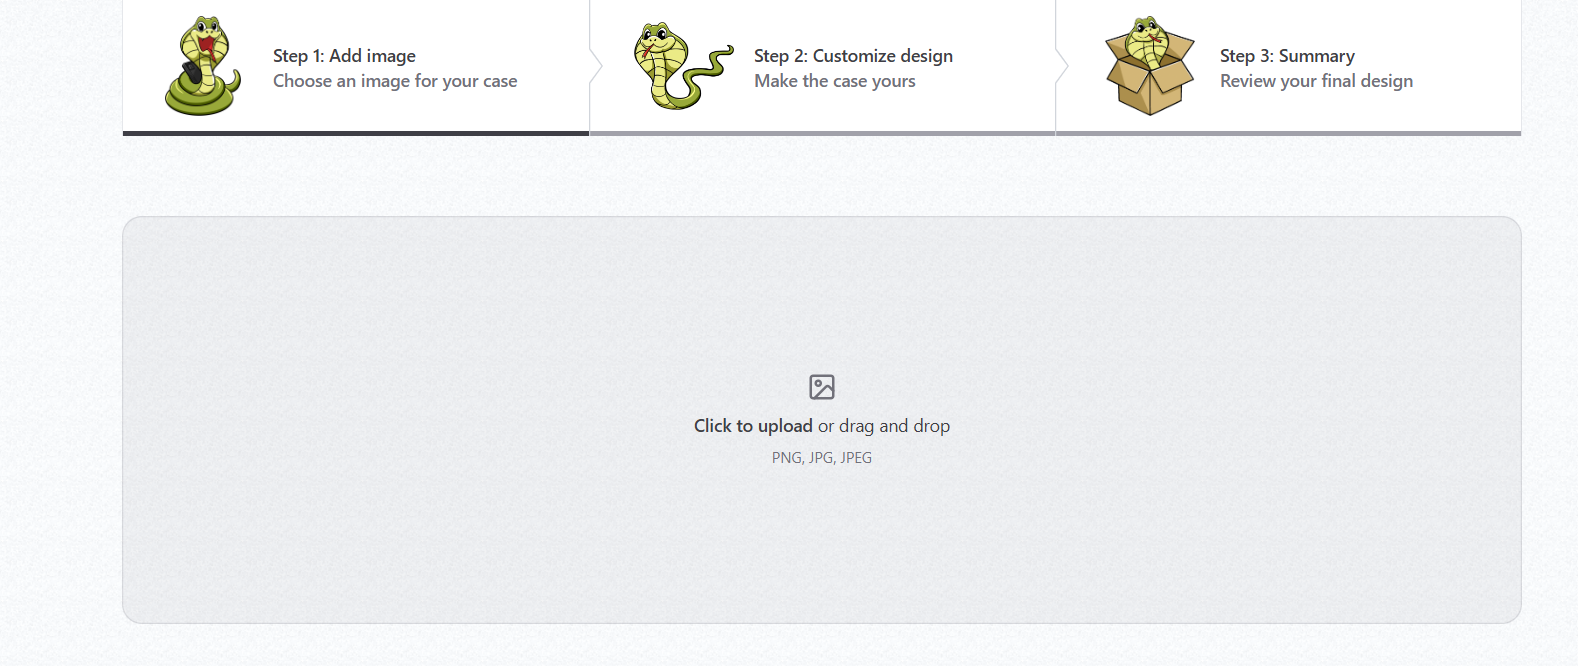 Step 1: Add image
Choose an image for your case
Step 2: Customize design
Make the case yours
Step 3: Summary
Review your final design
Click to upload or drag and drop
PNG, JPG, JPEG